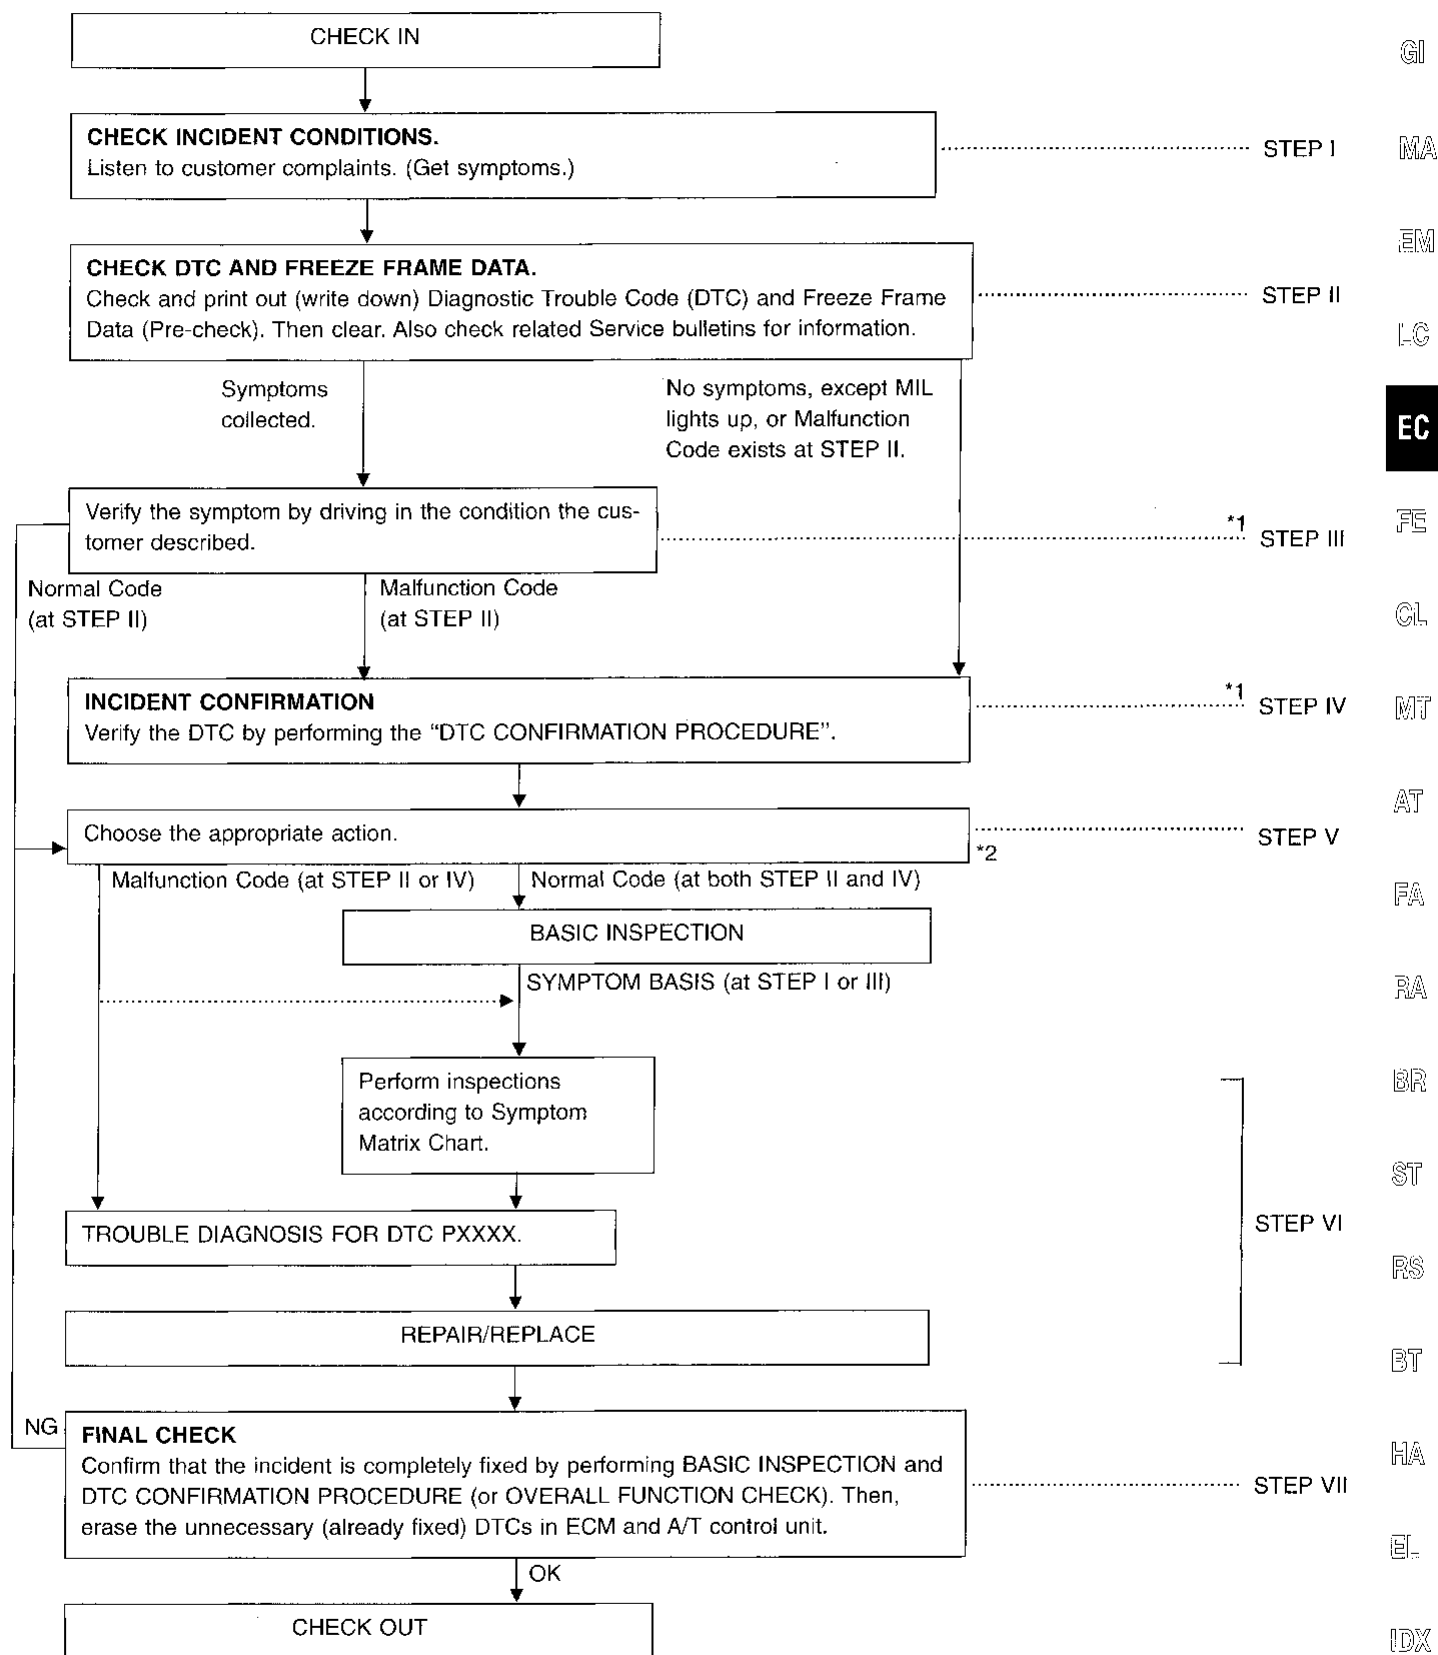 CHECK IN
CHECK INCIDENT CONDITIONS.
Listen to customer complaints. (Get symptoms.)
STEP I
CHECK DTC AND FREEZE FRAME DATA.
Check and print out (write down) Diagnostic Trouble Code (DTC) and Freeze Frame
Data (Pre-check). Then clear. Also check related Service bulletins for information.
STEP II
Symptoms
collected.
No symptoms, except MIL
lights up, or Malfunction
Code exists at STEP II.
Verify the symptom by driving in the condition the cus-
tomer described.
*1
STEP III
Normal Code
(at STEP II)
Malfunction Code
(at STEP II)
INCIDENT CONFIRMATION
Verify the DTC by performing the “DTC CONFIRMATION PROCEDURE”.
*1
STEP IV
Choose the appropriate action.
*2
STEP V
Malfunction Code (at STEP II or IV)
Normal Code (at both STEP II and IV)
BASIC INSPECTION
SYMPTOM BASIS (at STEP I or III)
Perform inspections
according to Symptom
Matrix Chart.
TROUBLE DIAGNOSIS FOR DTC PXXXX.
REPAIR/REPLACE
STEP VI
NG
FINAL CHECK
Confirm that the incident is completely fixed by performing BASIC INSPECTION and
DTC CONFIRMATION PROCEDURE (or OVERALL FUNCTION CHECK). Then,
erase the unnecessary (already fixed) DTCs in ECM and A/T control unit.
STEP VII
OK
CHECK OUT
GI
MA
EM
LC
EC
FE
CL
MT
AT
FA
RA
BR
ST
RS
BT
HA
EL
IDX